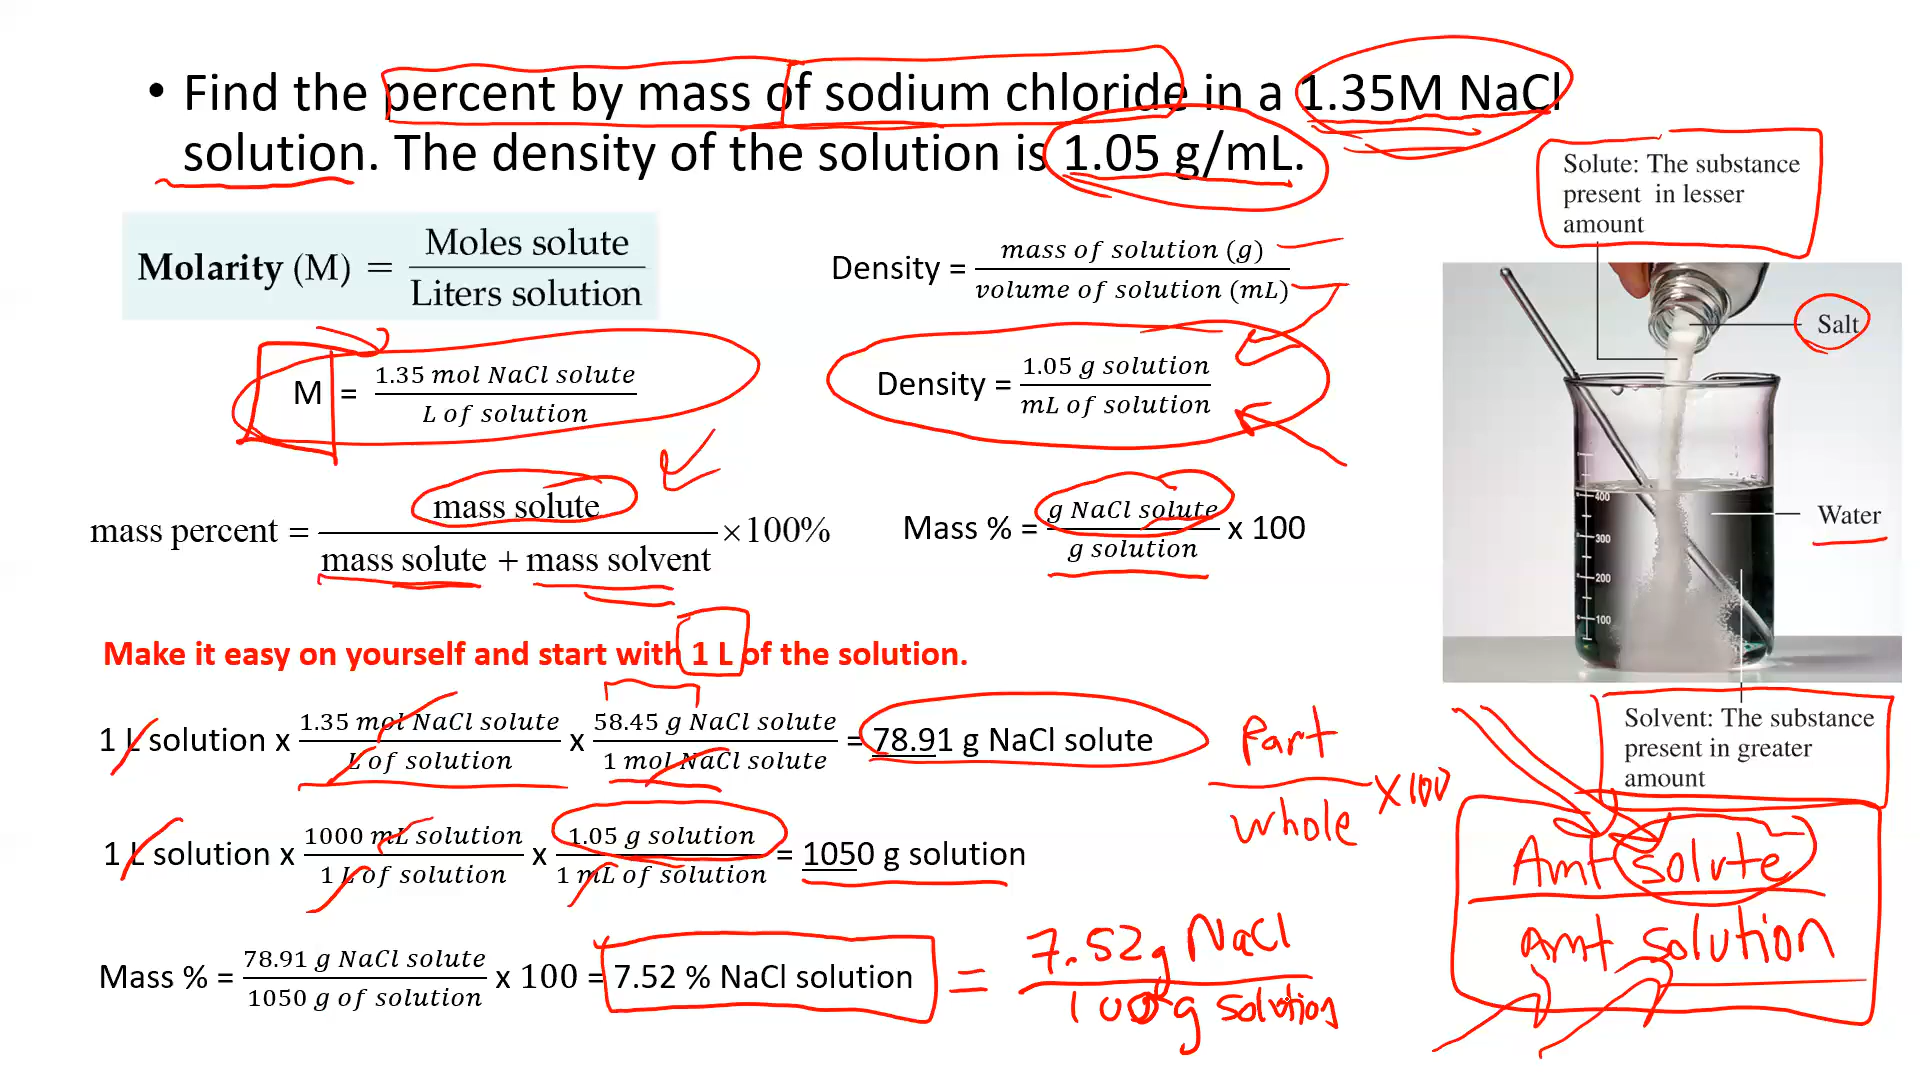 • Find the percent by mass of sodium chloride in a 1.35M NaCl
solution. The density of the solution is 1.05 g/mL.
Solute: The substance
present in lesser
amount
Molarity (M) = Moles solute / Liters solution
Density = mass of solution (g) / volume of solution (mL)
Salt
M = 1.35 mol NaCl solute / L of solution
Density = 1.05 g solution / mL of solution
mass percent = mass solute / mass solute + mass solvent ×100%
Mass % = g NaCl solute / g solution x 100
400
300
200
100
Water
Make it easy on yourself and start with 1 L of the solution.
1 L solution x 1.35 mol NaCl solute / L of solution x 58.45 g NaCl solute / 1 mol NaCl solute = 78.91 g NaCl solute
Part / whole × 100
Solvent: The substance
present in greater
amount
1 L solution x 1000 mL solution / 1 L of solution x 1.05 g solution / 1 mL of solution = 1050 g solution
Amt solute
Amt solution
Mass % = 78.91 g NaCl solute / 1050 g of solution x 100 = 7.52 % NaCl solution = 7.52g NaCl / 100g solution